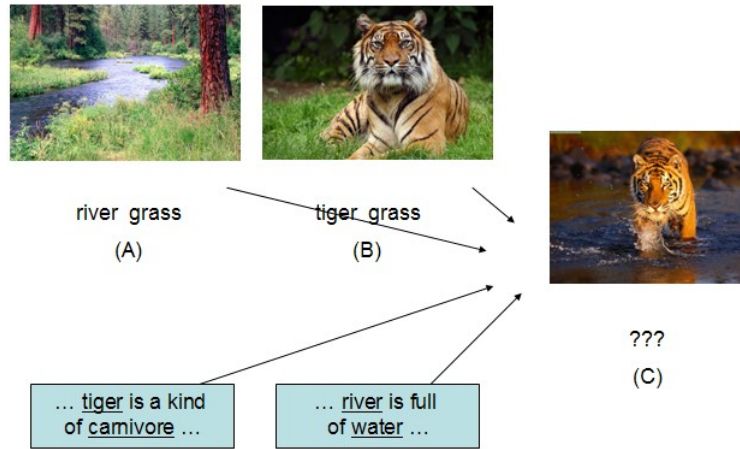 river grass
(A)
tiger grass
(B)
???
(C)
... tiger is a kind
of carnivore ...
... river is full
of water ...